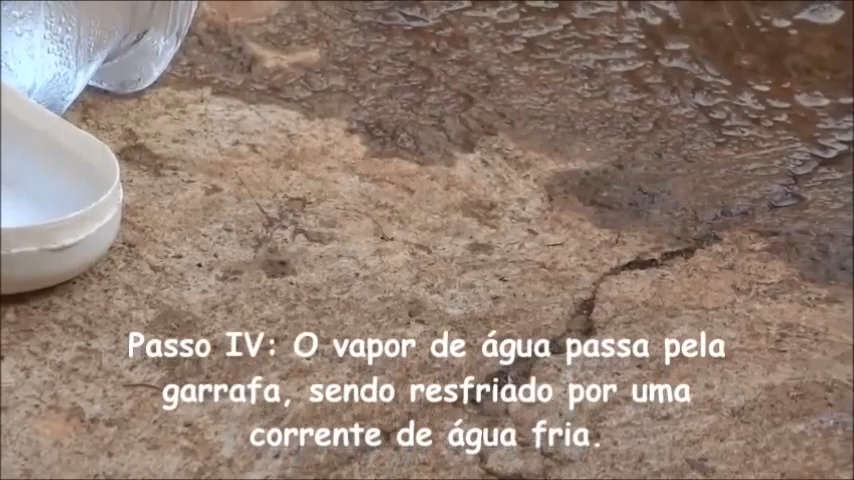 Passo IV: O vapor de água passa pela
garrafa, sendo resfriado por uma
corrente de água fria.